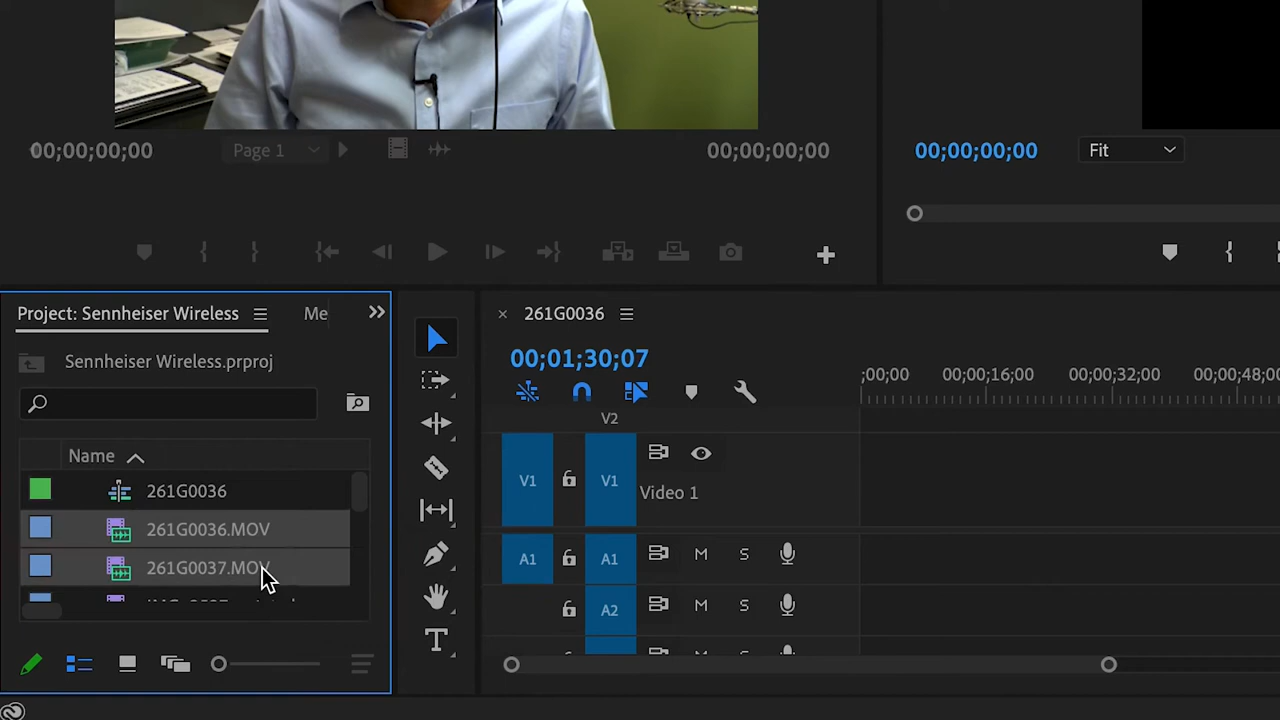 00;00;00;00
Page 1
00;00;00;00
00;00;00;00
Fit
Project: Sennheiser Wireless
Me
Sennheiser Wireless.prproj
Name
261G0036
261G0036.MOV
261G0037.MOV
261G0036
00;01;30;07
;00;00
00;00;16;00
00;00;32;00
00;00;48;00
V2
V1
V1
Video 1
A1
A1
M
S
A2
M
S